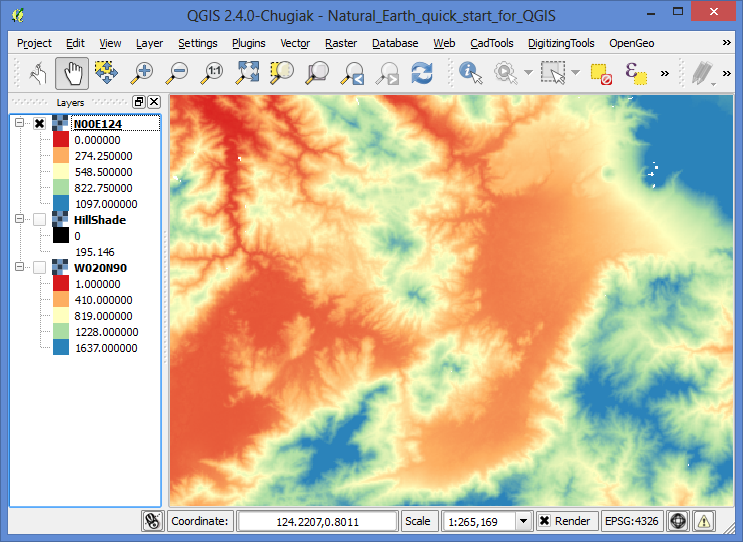 QGIS 2.4.0-Chugiak - Natural_Earth_quick_start_for_QGIS
Project Edit View Layer Settings Plugins Vector Raster Database Web CadTools DigitizingTools OpenGeo »
1:1 » »
Layers
N00E124
0.000000
274.250000
548.500000
822.750000
1097.000000
HillShade
0
195.146
W020N90
1.000000
410.000000
819.000000
1228.000000
1637.000000
Coordinate: 124.2207,0.8011 Scale 1:265,169 Render EPSG:4326